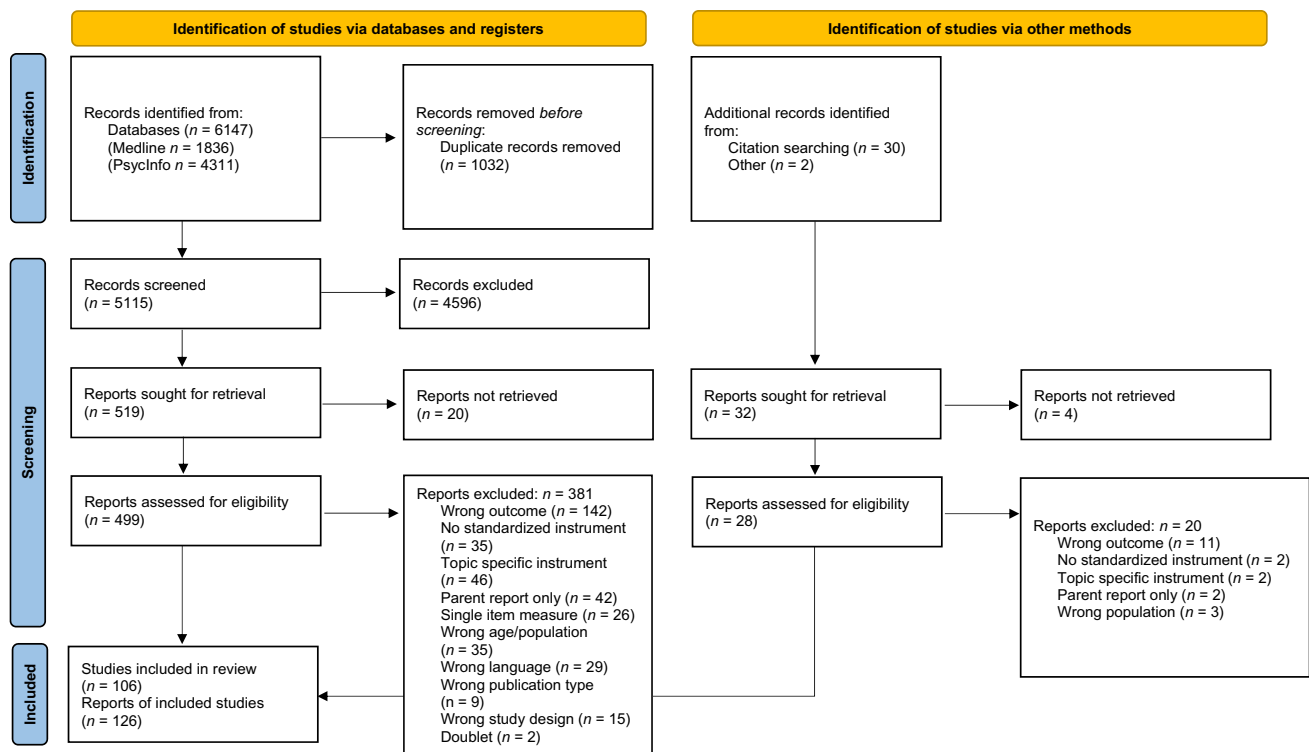 Identification of studies via databases and registers
Identification of studies via other methods
Identification
Records identified from:
Databases (n = 6147)
(Medline n = 1836)
(PsycInfo n = 4311)
Records removed before
screening:
Duplicate records removed
(n = 1032)
Additional records identified
from:
Citation searching (n = 30)
Other (n = 2)
Screening
Records screened
(n = 5115)
Records excluded
(n = 4596)
Reports sought for retrieval
(n = 519)
Reports not retrieved
(n = 20)
Reports sought for retrieval
(n = 32)
Reports not retrieved
(n = 4)
Reports assessed for eligibility
(n = 499)
Reports excluded: n = 381
Wrong outcome (n = 142)
No standardized instrument
(n = 35)
Topic specific instrument
(n = 46)
Parent report only (n = 42)
Single item measure (n = 26)
Wrong age/population
(n = 35)
Wrong language (n = 29)
Wrong publication type
(n = 9)
Wrong study design (n = 15)
Doublet (n = 2)
Reports assessed for eligibility
(n = 28)
Reports excluded: n = 20
Wrong outcome (n = 11)
No standardized instrument (n = 2)
Topic specific instrument (n = 2)
Parent report only (n = 2)
Wrong population (n = 3)
Included
Studies included in review
(n = 106)
Reports of included studies
(n = 126)